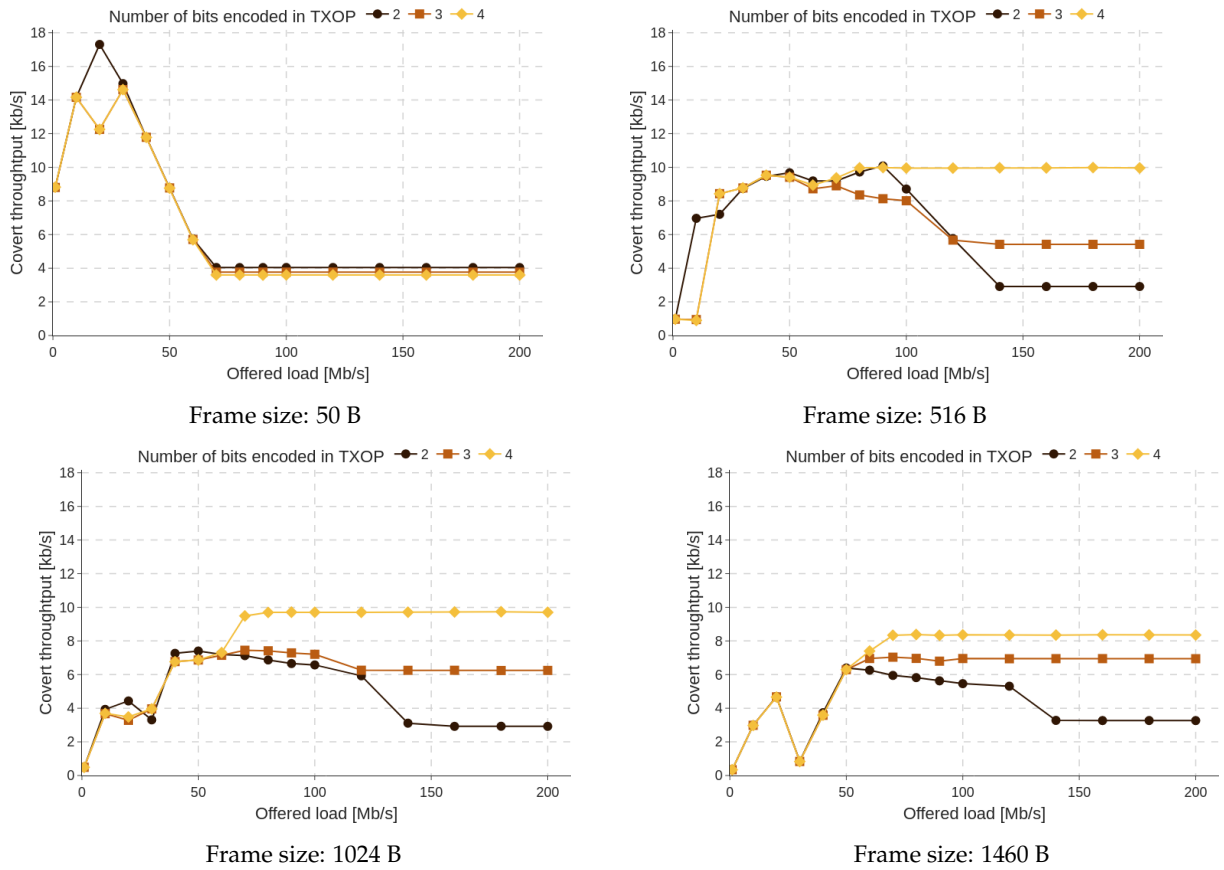 Number of bits encoded in TXOP 2 3 4
18
16
14
12
10
8
6
4
2
0
Covert throughtput [kb/s]
0 50 100 150 200
Offered load [Mb/s]
Frame size: 50 B
Number of bits encoded in TXOP 2 3 4
18
16
14
12
10
8
6
4
2
0
Covert throughtput [kb/s]
0 50 100 150 200
Offered load [Mb/s]
Frame size: 516 B
Number of bits encoded in TXOP 2 3 4
18
16
14
12
10
8
6
4
2
0
Covert throughtput [kb/s]
0 50 100 150 200
Offered load [Mb/s]
Frame size: 1024 B
Number of bits encoded in TXOP 2 3 4
18
16
14
12
10
8
6
4
2
0
Covert throughtput [kb/s]
0 50 100 150 200
Offered load [Mb/s]
Frame size: 1460 B